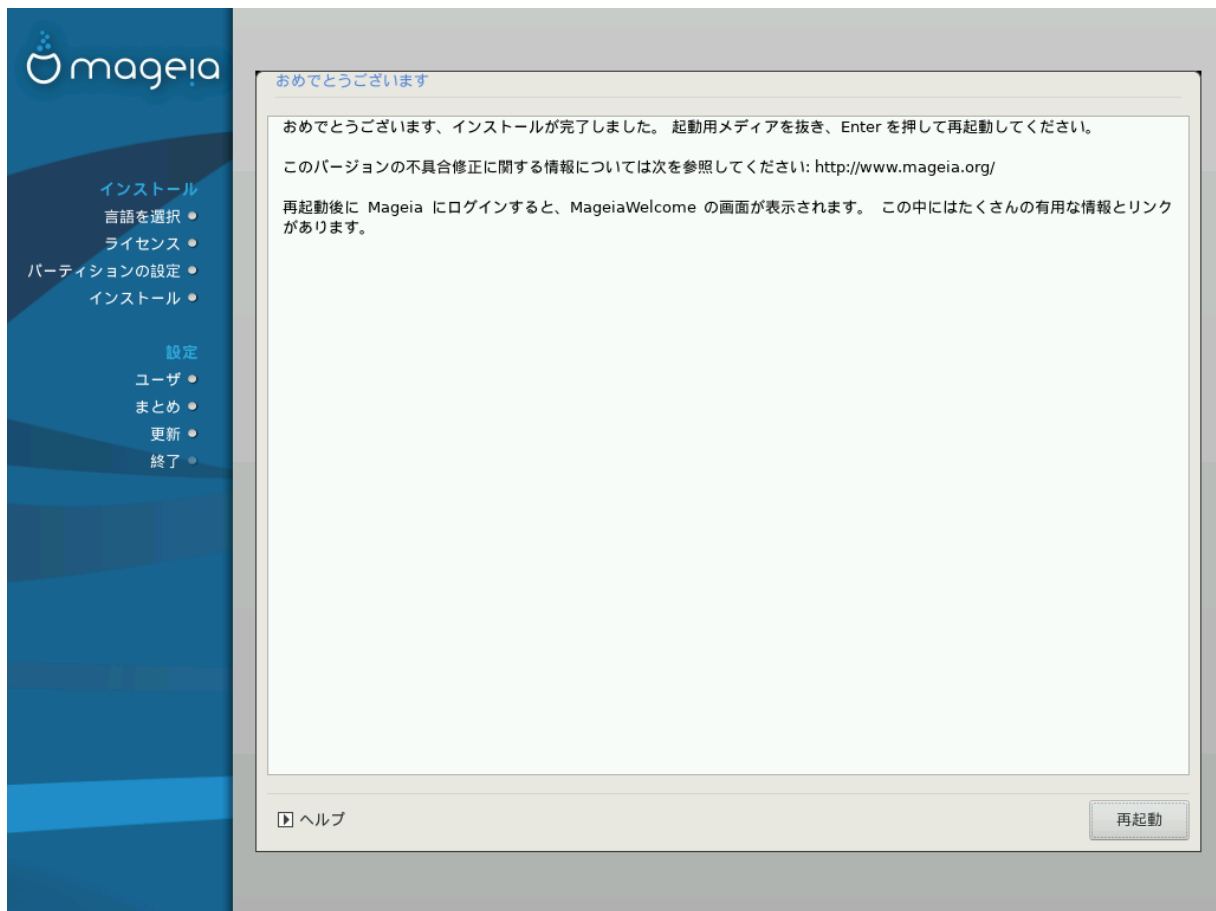 mageia
インストール
言語を選択
ライセンス
パーティションの設定
インストール
設定
ユーザ
まとめ
更新
終了
おめでとうございます
おめでとうございます、インストールが完了しました。 起動用メディアを抜き、Enter を押して再起動してください。
このバージョンの不具合修正に関する情報については次を参照してください: http://www.mageia.org/
再起動後に Mageia にログインすると、MageiaWelcome の画面が表示されます。 この中にはたくさんの有用な情報とリンク
があります。
ヘルプ
再起動